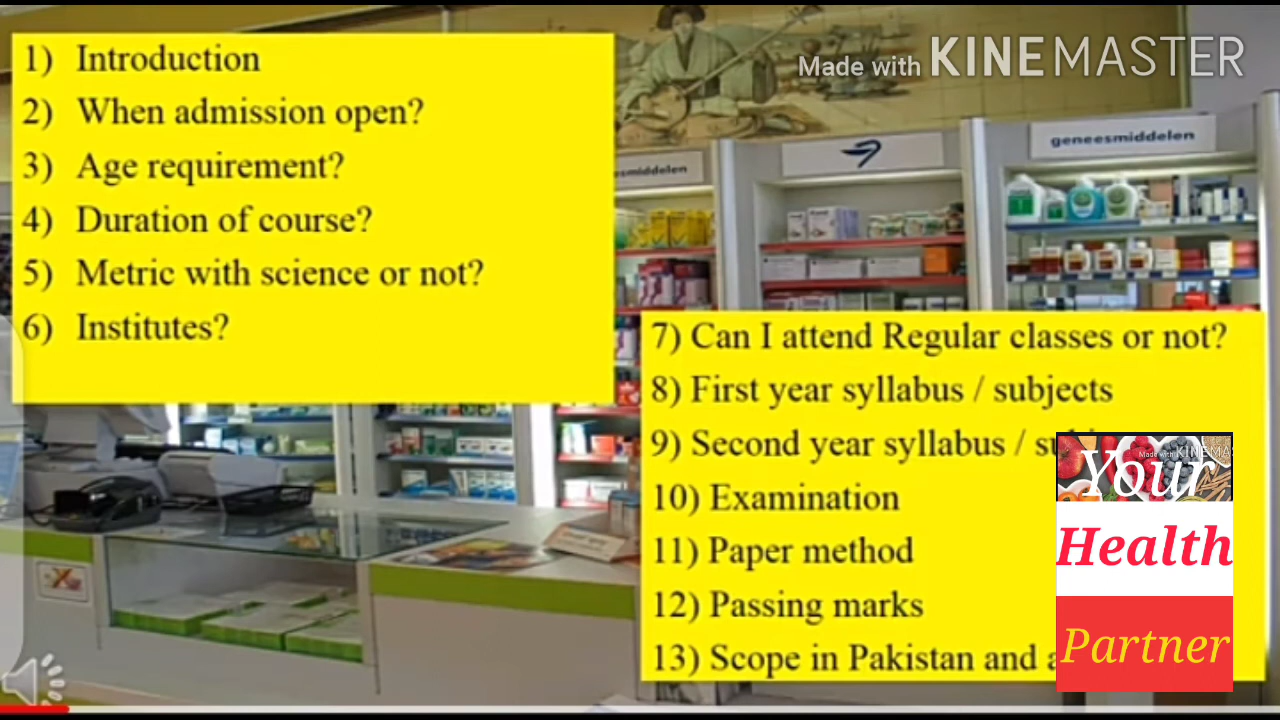 Made with KINEMASTER
1) Introduction
2) When admission open?
3) Age requirement?
4) Duration of course?
5) Metric with science or not?
6) Institutes?
geneesmiddelen
7) Can I attend Regular classes or not?
8) First year syllabus / subjects
9) Second year syllabus /
10) Examination
11) Paper method
12) Passing marks
13) Scope in Pakistan and
Made with KINEMA
Your
Health
Partner